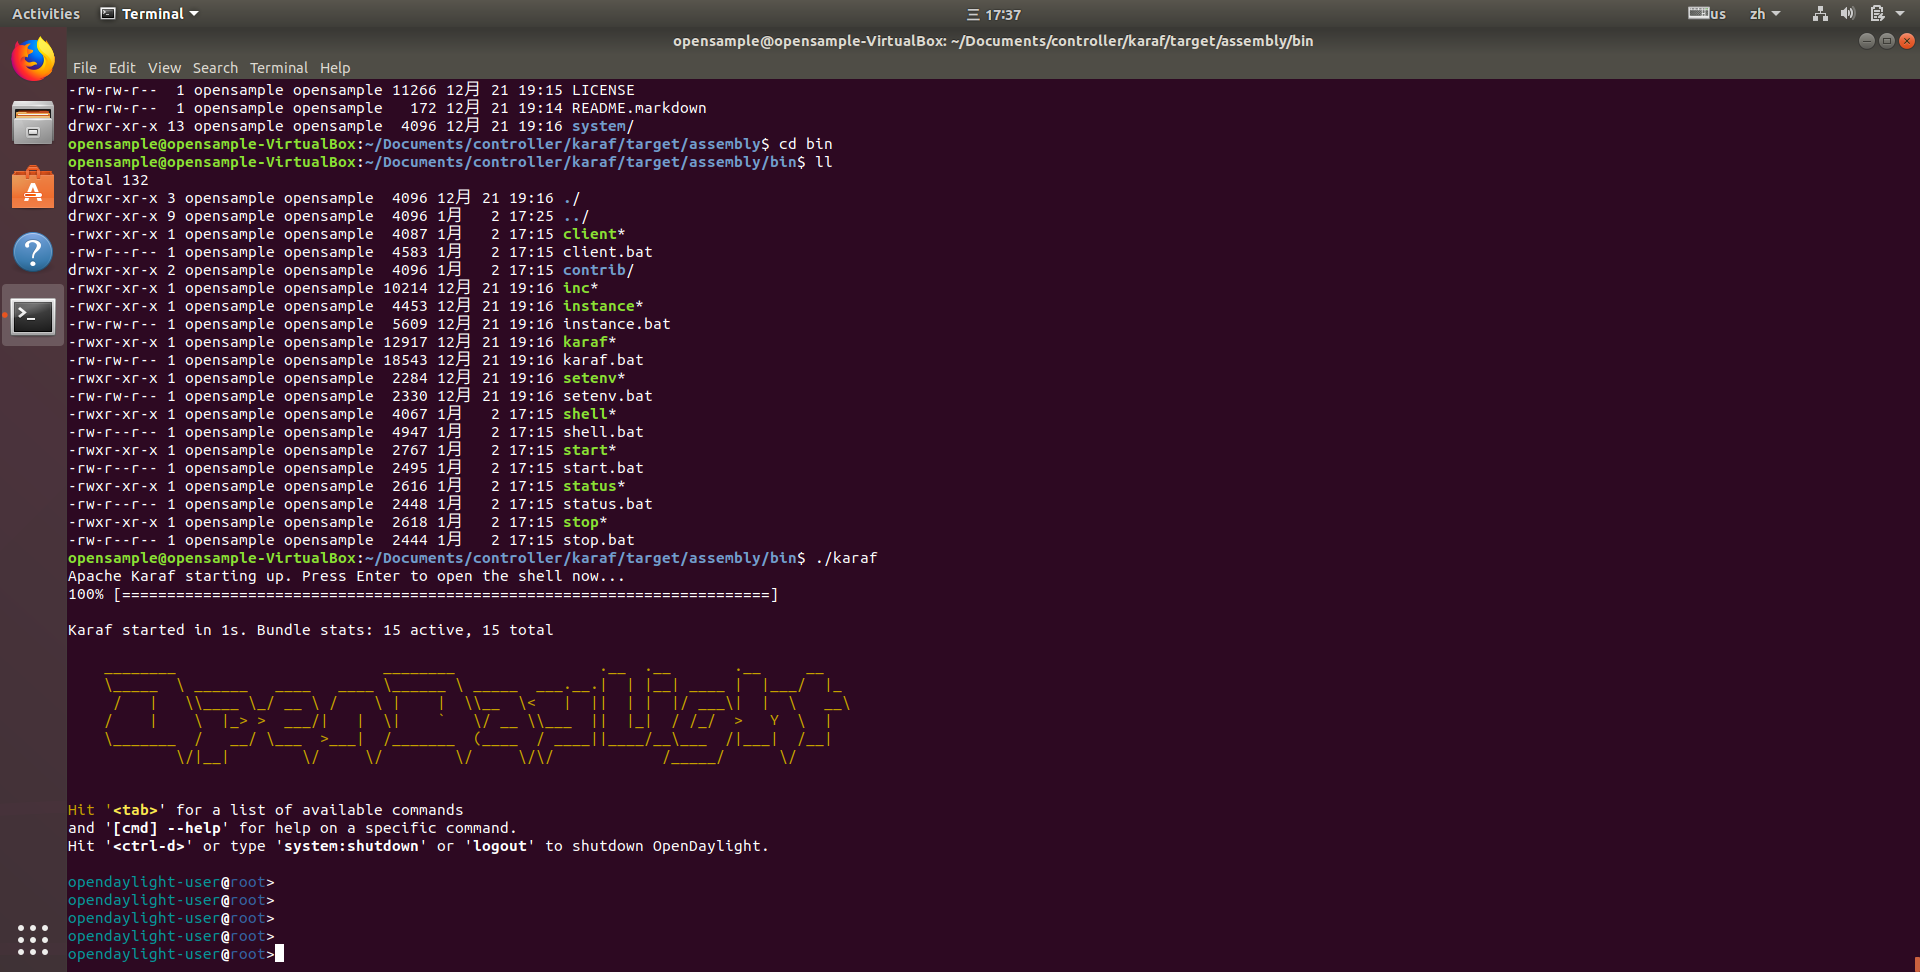 Activities Terminal 三 17:37 us zh
opensample@opensample-VirtualBox: ~/Documents/controller/karaf/target/assembly/bin
File Edit View Search Terminal Help
-rw-rw-r--  1 opensample opensample 11266 12月 21 19:15 LICENSE
-rw-rw-r--  1 opensample opensample   172 12月 21 19:14 README.markdown
drwxr-xr-x 13 opensample opensample  4096 12月 21 19:16 system/
opensample@opensample-VirtualBox:~/Documents/controller/karaf/target/assembly$ cd bin
opensample@opensample-VirtualBox:~/Documents/controller/karaf/target/assembly/bin$ ll
total 132
drwxr-xr-x 3 opensample opensample  4096 12月 21 19:16 ./
drwxr-xr-x 9 opensample opensample  4096 1月   2 17:25 ../
-rwxr-xr-x 1 opensample opensample  4087 1月   2 17:15 client*
-rw-r--r-- 1 opensample opensample  4583 1月   2 17:15 client.bat
drwxr-xr-x 2 opensample opensample  4096 1月   2 17:15 contrib/
-rwxr-xr-x 1 opensample opensample 10214 12月 21 19:16 inc*
-rwxr-xr-x 1 opensample opensample  4453 12月 21 19:16 instance*
-rw-rw-r-- 1 opensample opensample  5609 12月 21 19:16 instance.bat
-rwxr-xr-x 1 opensample opensample 12917 12月 21 19:16 karaf*
-rw-rw-r-- 1 opensample opensample 18543 12月 21 19:16 karaf.bat
-rwxr-xr-x 1 opensample opensample  2284 12月 21 19:16 setenv*
-rw-rw-r-- 1 opensample opensample  2330 12月 21 19:16 setenv.bat
-rwxr-xr-x 1 opensample opensample  4067 1月   2 17:15 shell*
-rw-r--r-- 1 opensample opensample  4947 1月   2 17:15 shell.bat
-rwxr-xr-x 1 opensample opensample  2767 1月   2 17:15 start*
-rw-r--r-- 1 opensample opensample  2495 1月   2 17:15 start.bat
-rwxr-xr-x 1 opensample opensample  2616 1月   2 17:15 status*
-rw-r--r-- 1 opensample opensample  2448 1月   2 17:15 status.bat
-rwxr-xr-x 1 opensample opensample  2618 1月   2 17:15 stop*
-rw-r--r-- 1 opensample opensample  2444 1月   2 17:15 stop.bat
opensample@opensample-VirtualBox:~/Documents/controller/karaf/target/assembly/bin$ ./karaf
Apache Karaf starting up. Press Enter to open the shell now...
100% [========================================================================]
Karaf started in 1s. Bundle stats: 15 active, 15 total
OpenDaylight
Hit '<tab>' for a list of available commands
and '[cmd] --help' for help on a specific command.
Hit '<ctrl-d>' or type 'system:shutdown' or 'logout' to shutdown OpenDaylight.
opendaylight-user@root>
opendaylight-user@root>
opendaylight-user@root>
opendaylight-user@root>
opendaylight-user@root>